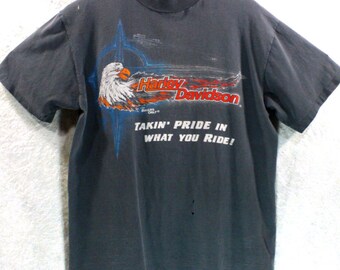 Harley
Davidson
TAKIN' PRIDE IN
WHAT YOU RIDE!